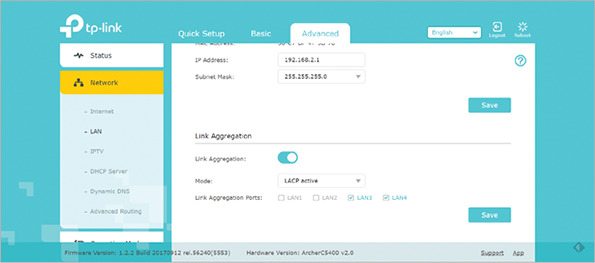 tp-link
Quick Setup
Basic
Advanced
English
Logout
Reboot
Status
Network
- Internet
- LAN
- IPTV
- DHCP Server
- Dynamic DNS
- Advanced Routing
IP Address: 192.168.2.1
Subnet Mask: 255.255.255.0
Save
Link Aggregation
Link Aggregation:
Mode: LACP active
Link Aggregation Ports: LAN1 LAN2 LAN3 LAN4
Save
Firmware Version: 1.2.2 Build 20170912 rel.56240(5553) Hardware Version: ArcherC5400 v2.0 Support App